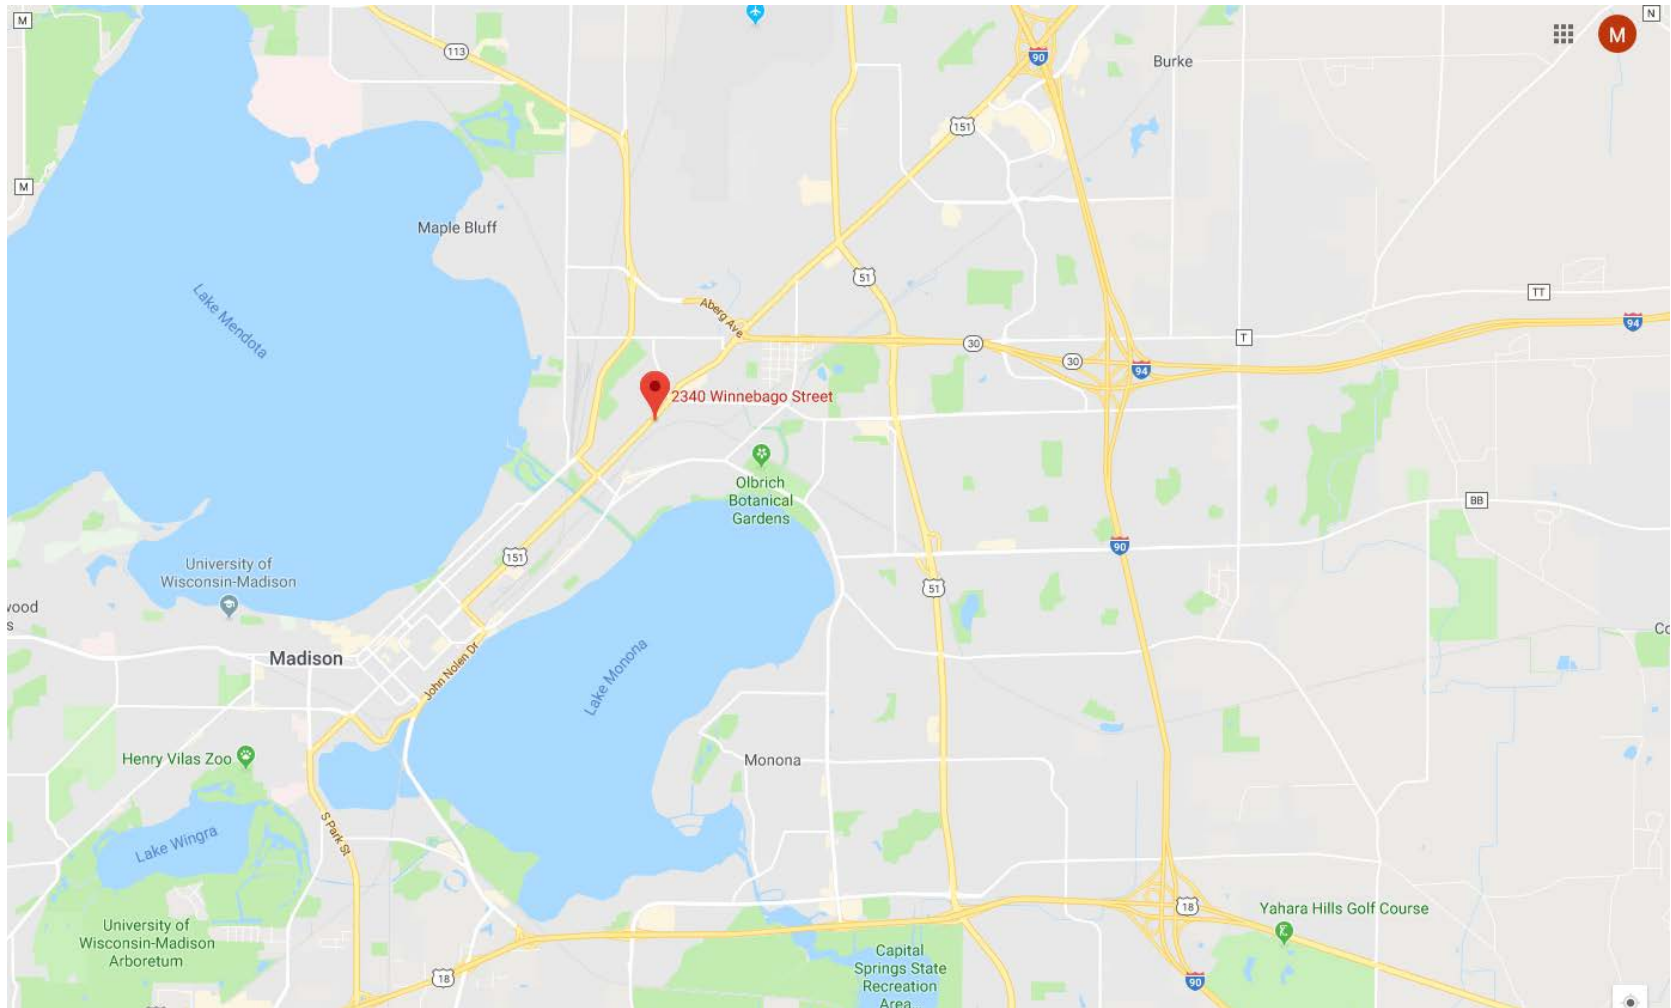 M
N
M
113
90
Burke
151
M
Maple Bluff
51
TT
Lake Mendota
Aberg Ave
94
T
30
30
94
2340 Winnebago Street
Olbrich
Botanical
Gardens
BB
151
90
University of
Wisconsin-Madison
51
wood
s
Co
Madison
Lake Monona
John Nolen Dr
Henry Vilas Zoo
Monona
S Park St
Lake Wingra
18
Yahara Hills Golf Course
University of
Wisconsin-Madison
Arboretum
Capital
Springs State
Recreation
Area
18
90